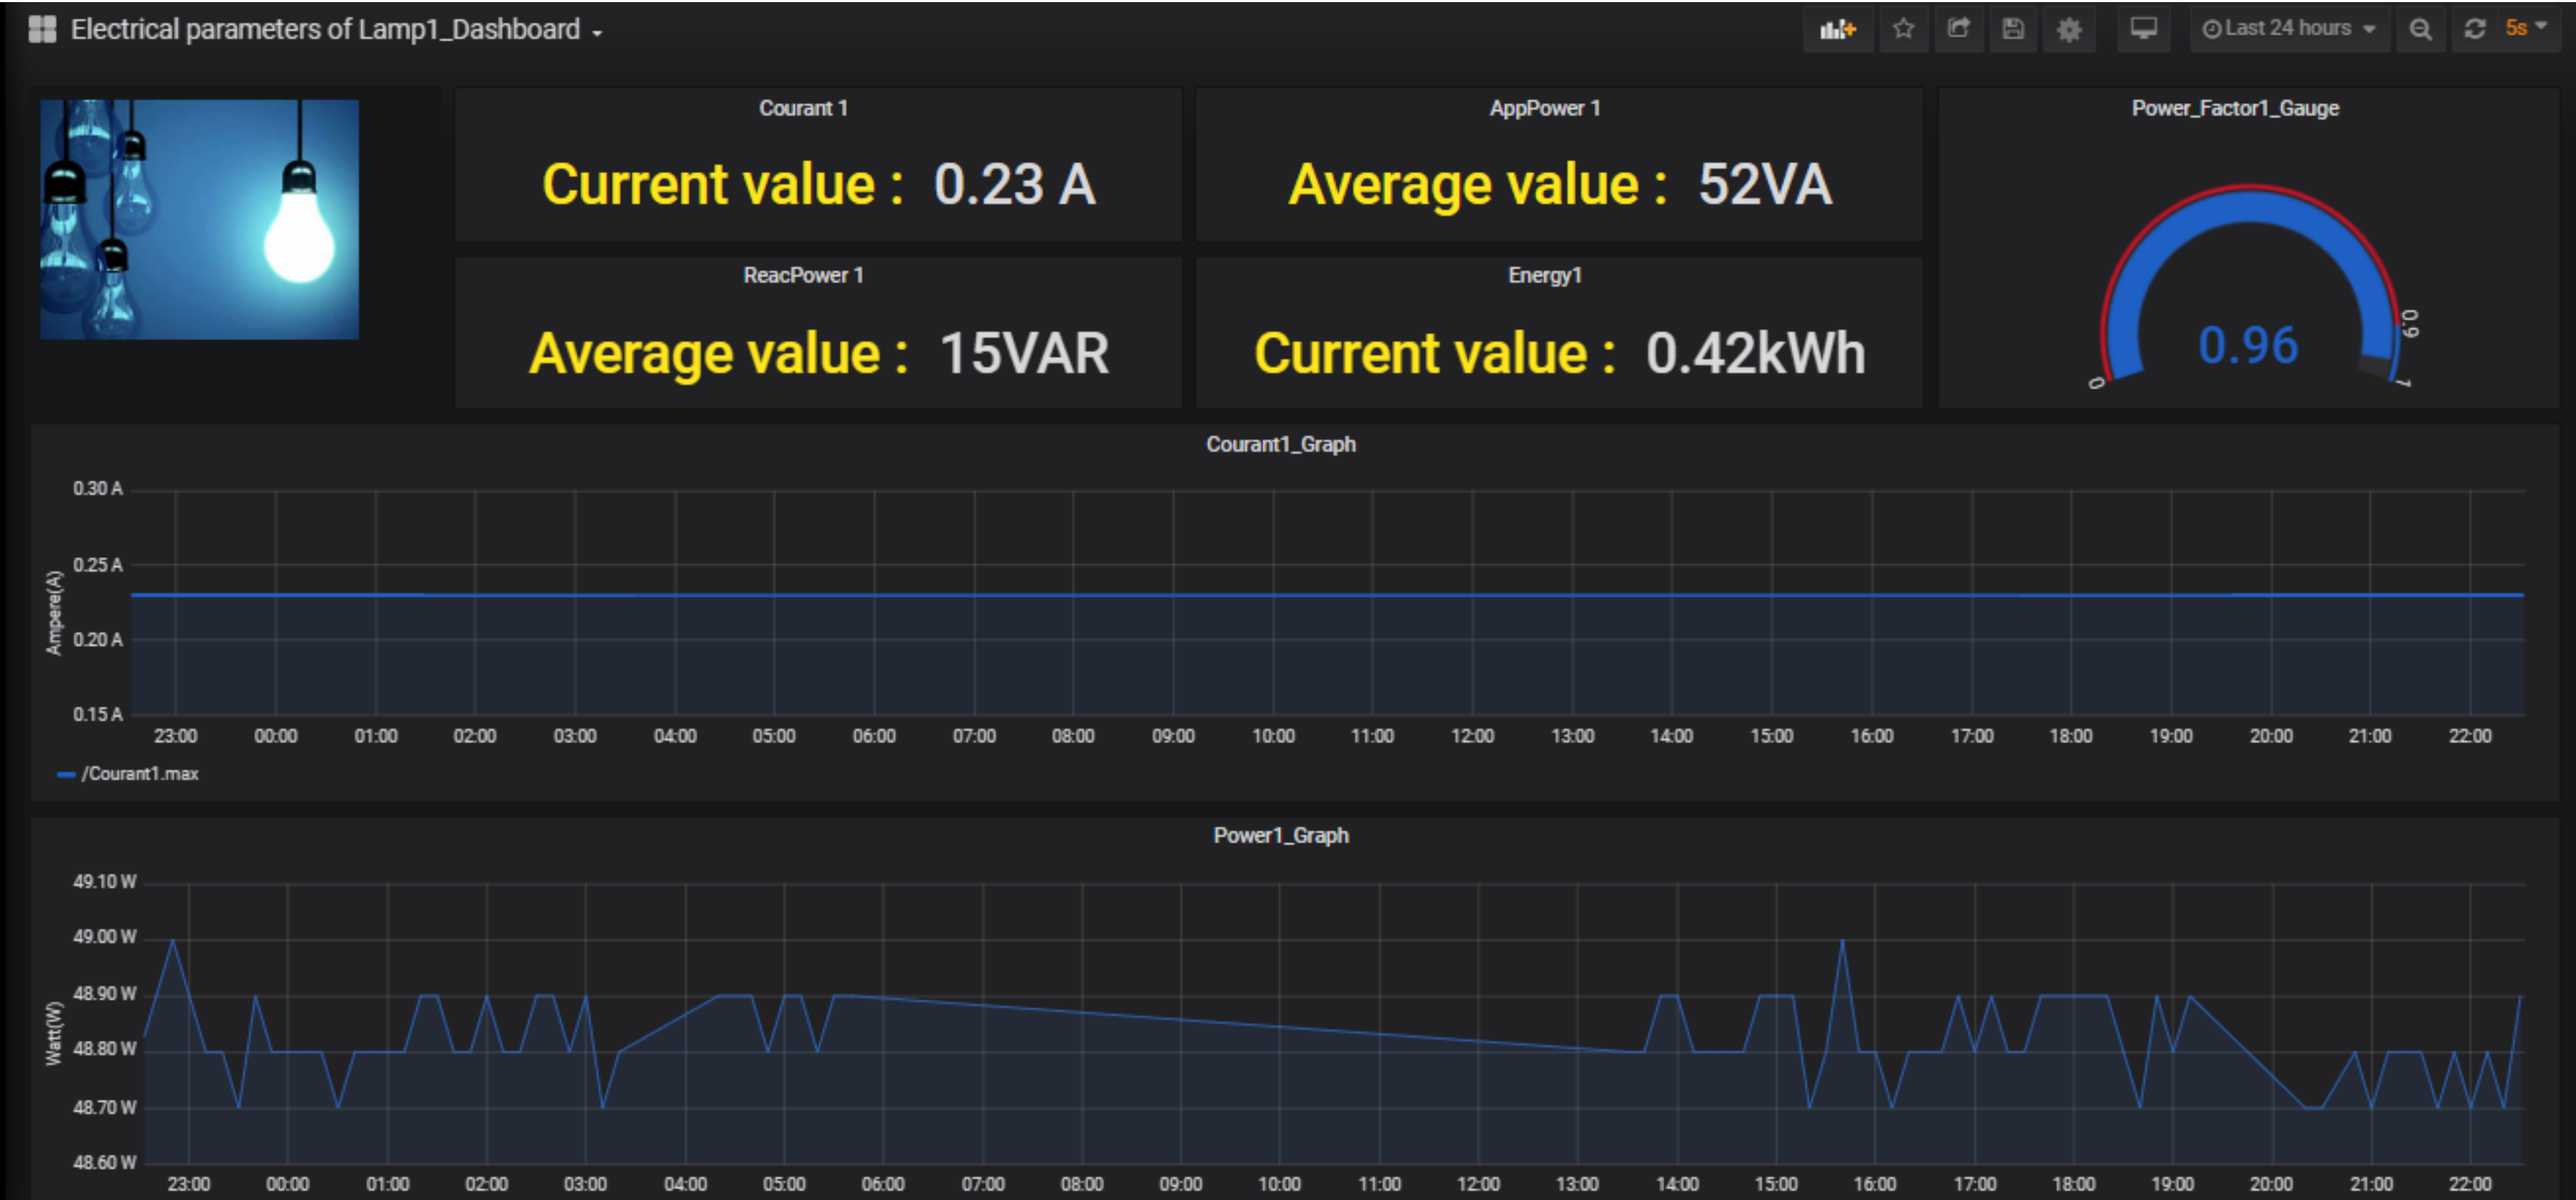 Electrical parameters of Lamp1_Dashboard
Last 24 hours
5s
Courant 1
Current value : 0.23 A
AppPower 1
Average value : 52VA
Power_Factor1_Gauge
0.96
0
0.9
1
ReacPower 1
Average value : 15VAR
Energy1
Current value : 0.42kWh
Courant1_Graph
Ampere(A)
0.30 A
0.25 A
0.20 A
0.15 A
23:00 00:00 01:00 02:00 03:00 04:00 05:00 06:00 07:00 08:00 09:00 10:00 11:00 12:00 13:00 14:00 15:00 16:00 17:00 18:00 19:00 20:00 21:00 22:00
/Courant1.max
Power1_Graph
Watt(W)
49.10 W
49.00 W
48.90 W
48.80 W
48.70 W
48.60 W
23:00 00:00 01:00 02:00 03:00 04:00 05:00 06:00 07:00 08:00 09:00 10:00 11:00 12:00 13:00 14:00 15:00 16:00 17:00 18:00 19:00 20:00 21:00 22:00